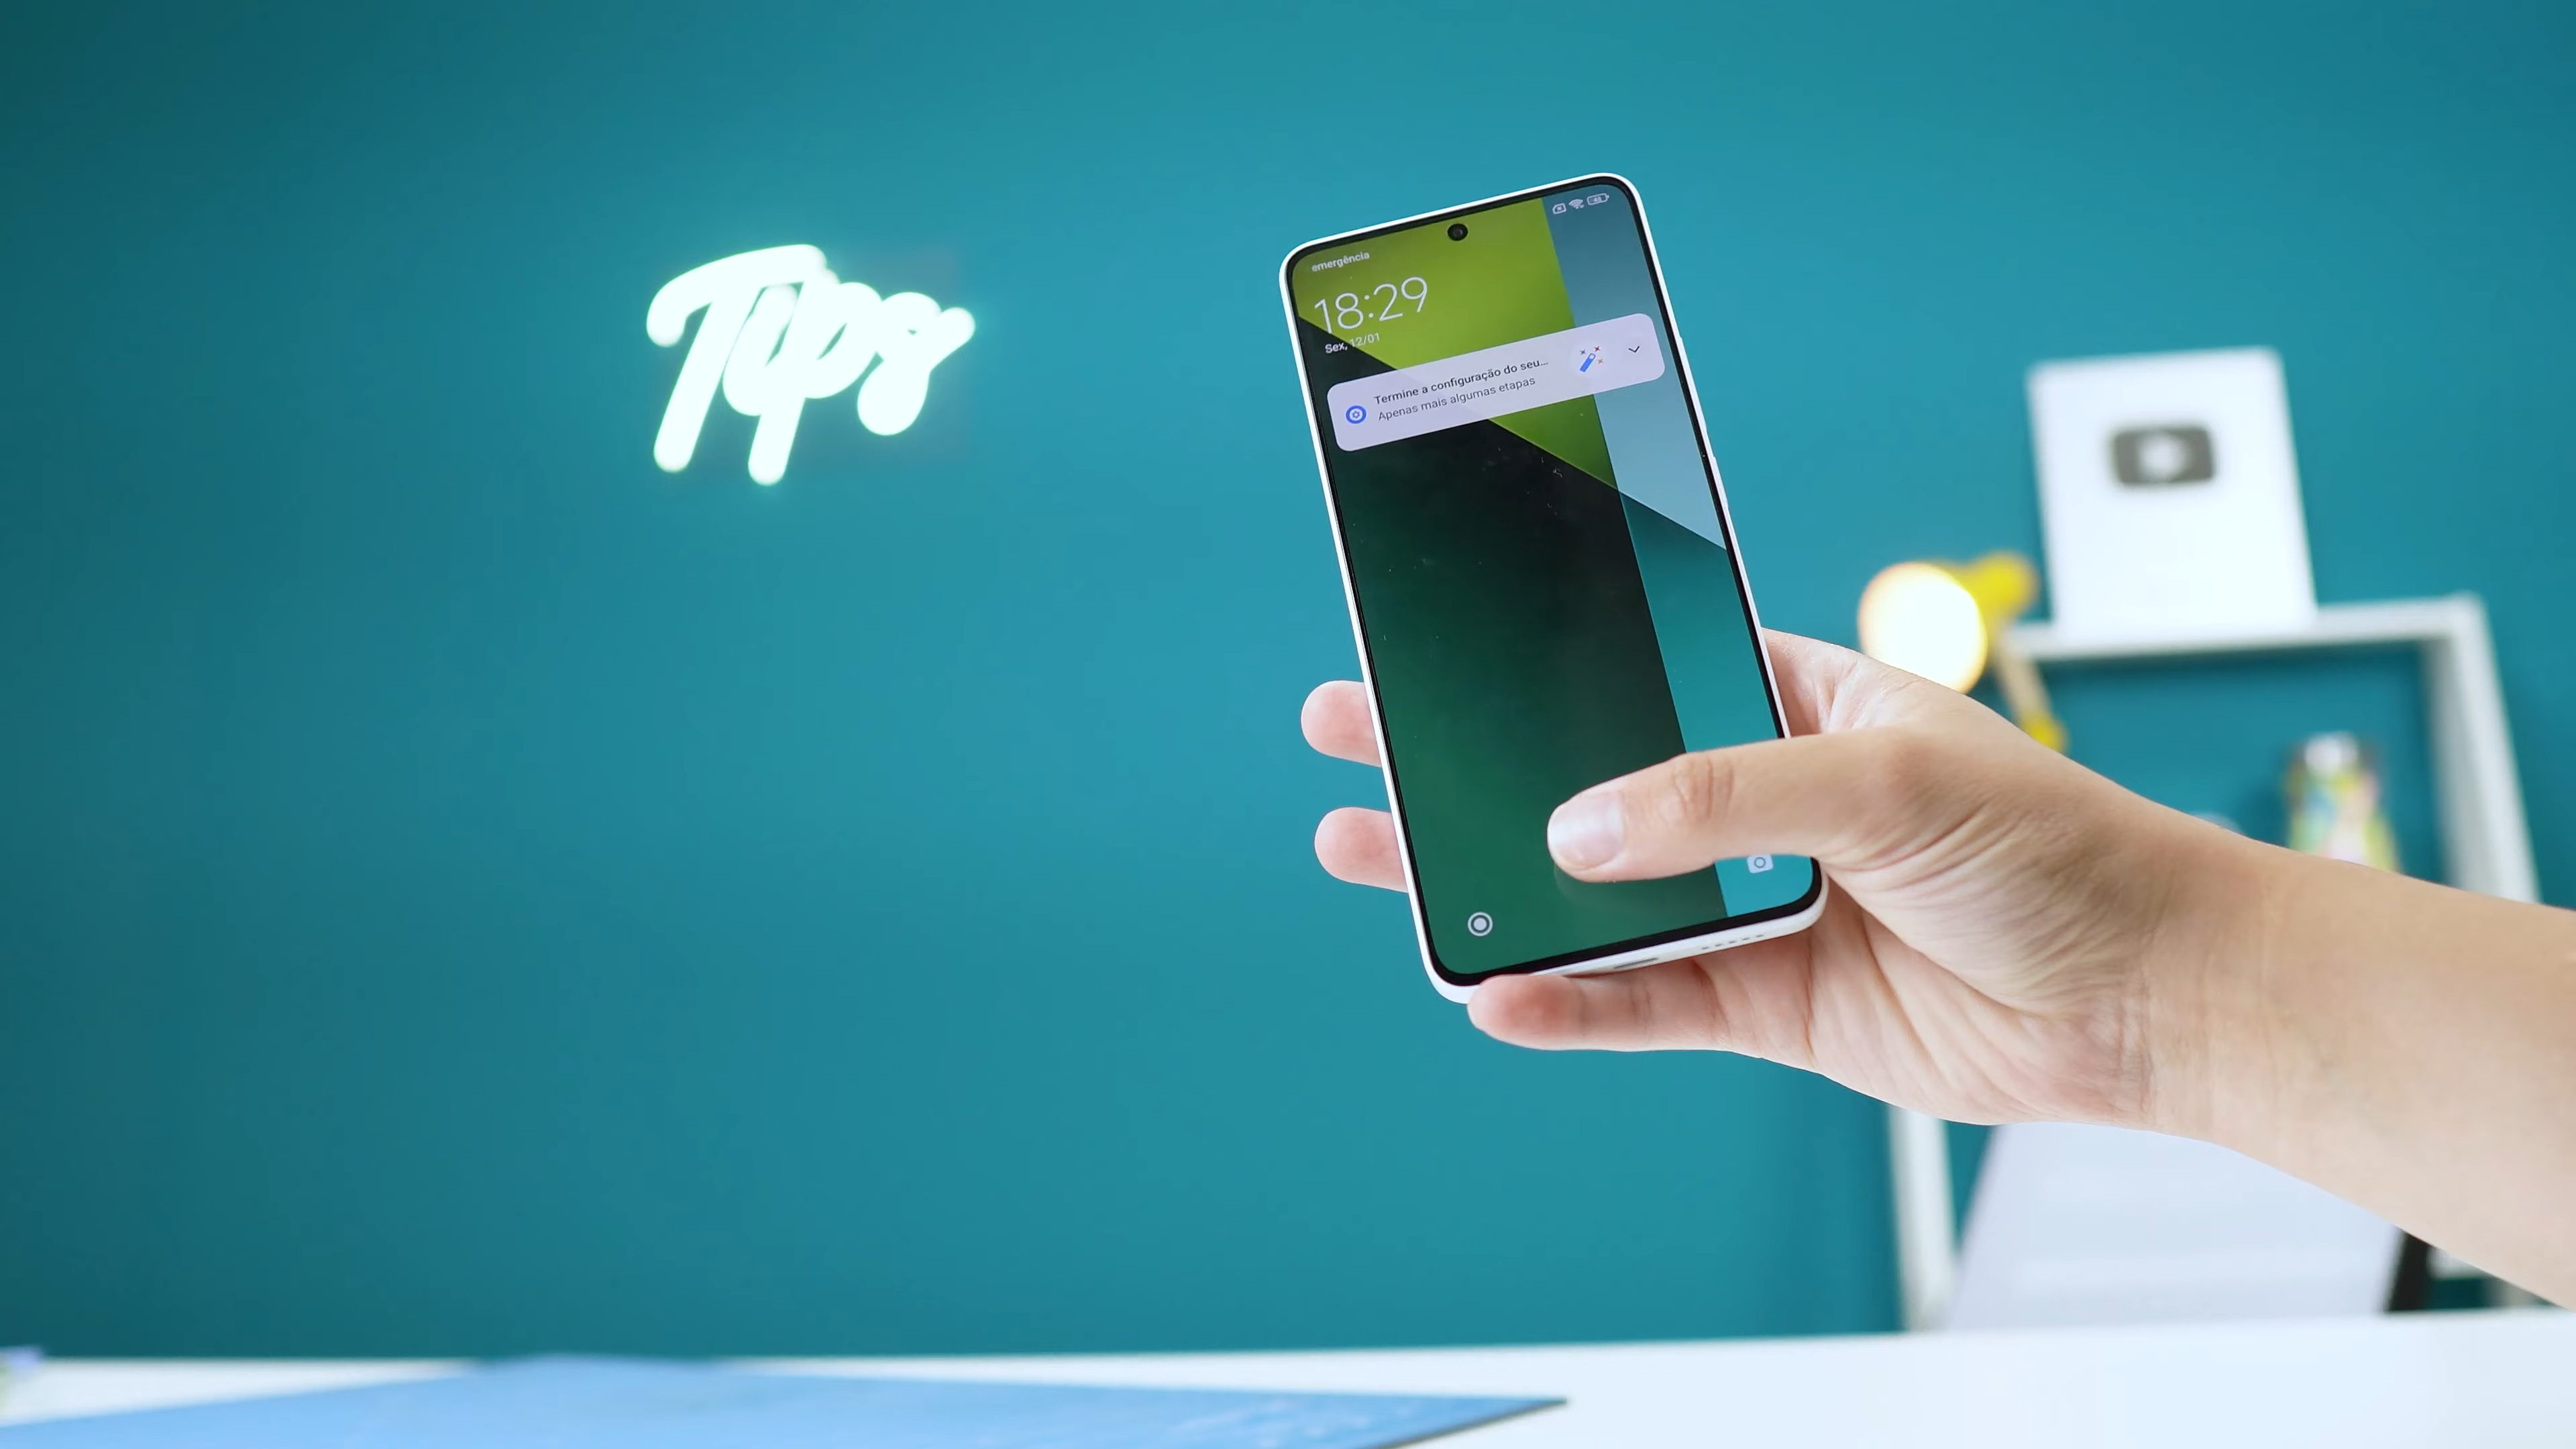 Tips
emergência
18:29
Sex, 12/01
Termine a configuração do seu...
Apenas mais algumas etapas